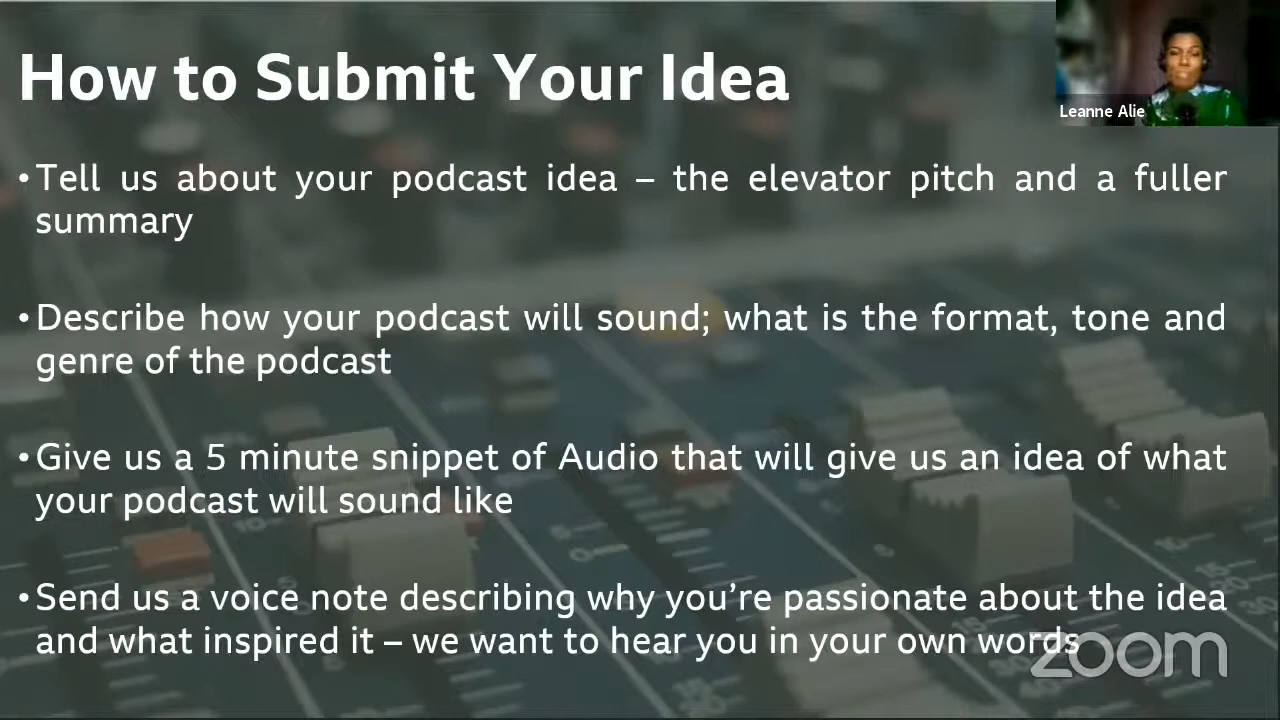 How to Submit Your Idea
Leanne Alie
•Tell us about your podcast idea – the elevator pitch and a fuller
summary
•Describe how your podcast will sound; what is the format, tone and
genre of the podcast
•Give us a 5 minute snippet of Audio that will give us an idea of what
your podcast will sound like
•Send us a voice note describing why you’re passionate about the idea
and what inspired it – we want to hear you in your own words
zoom